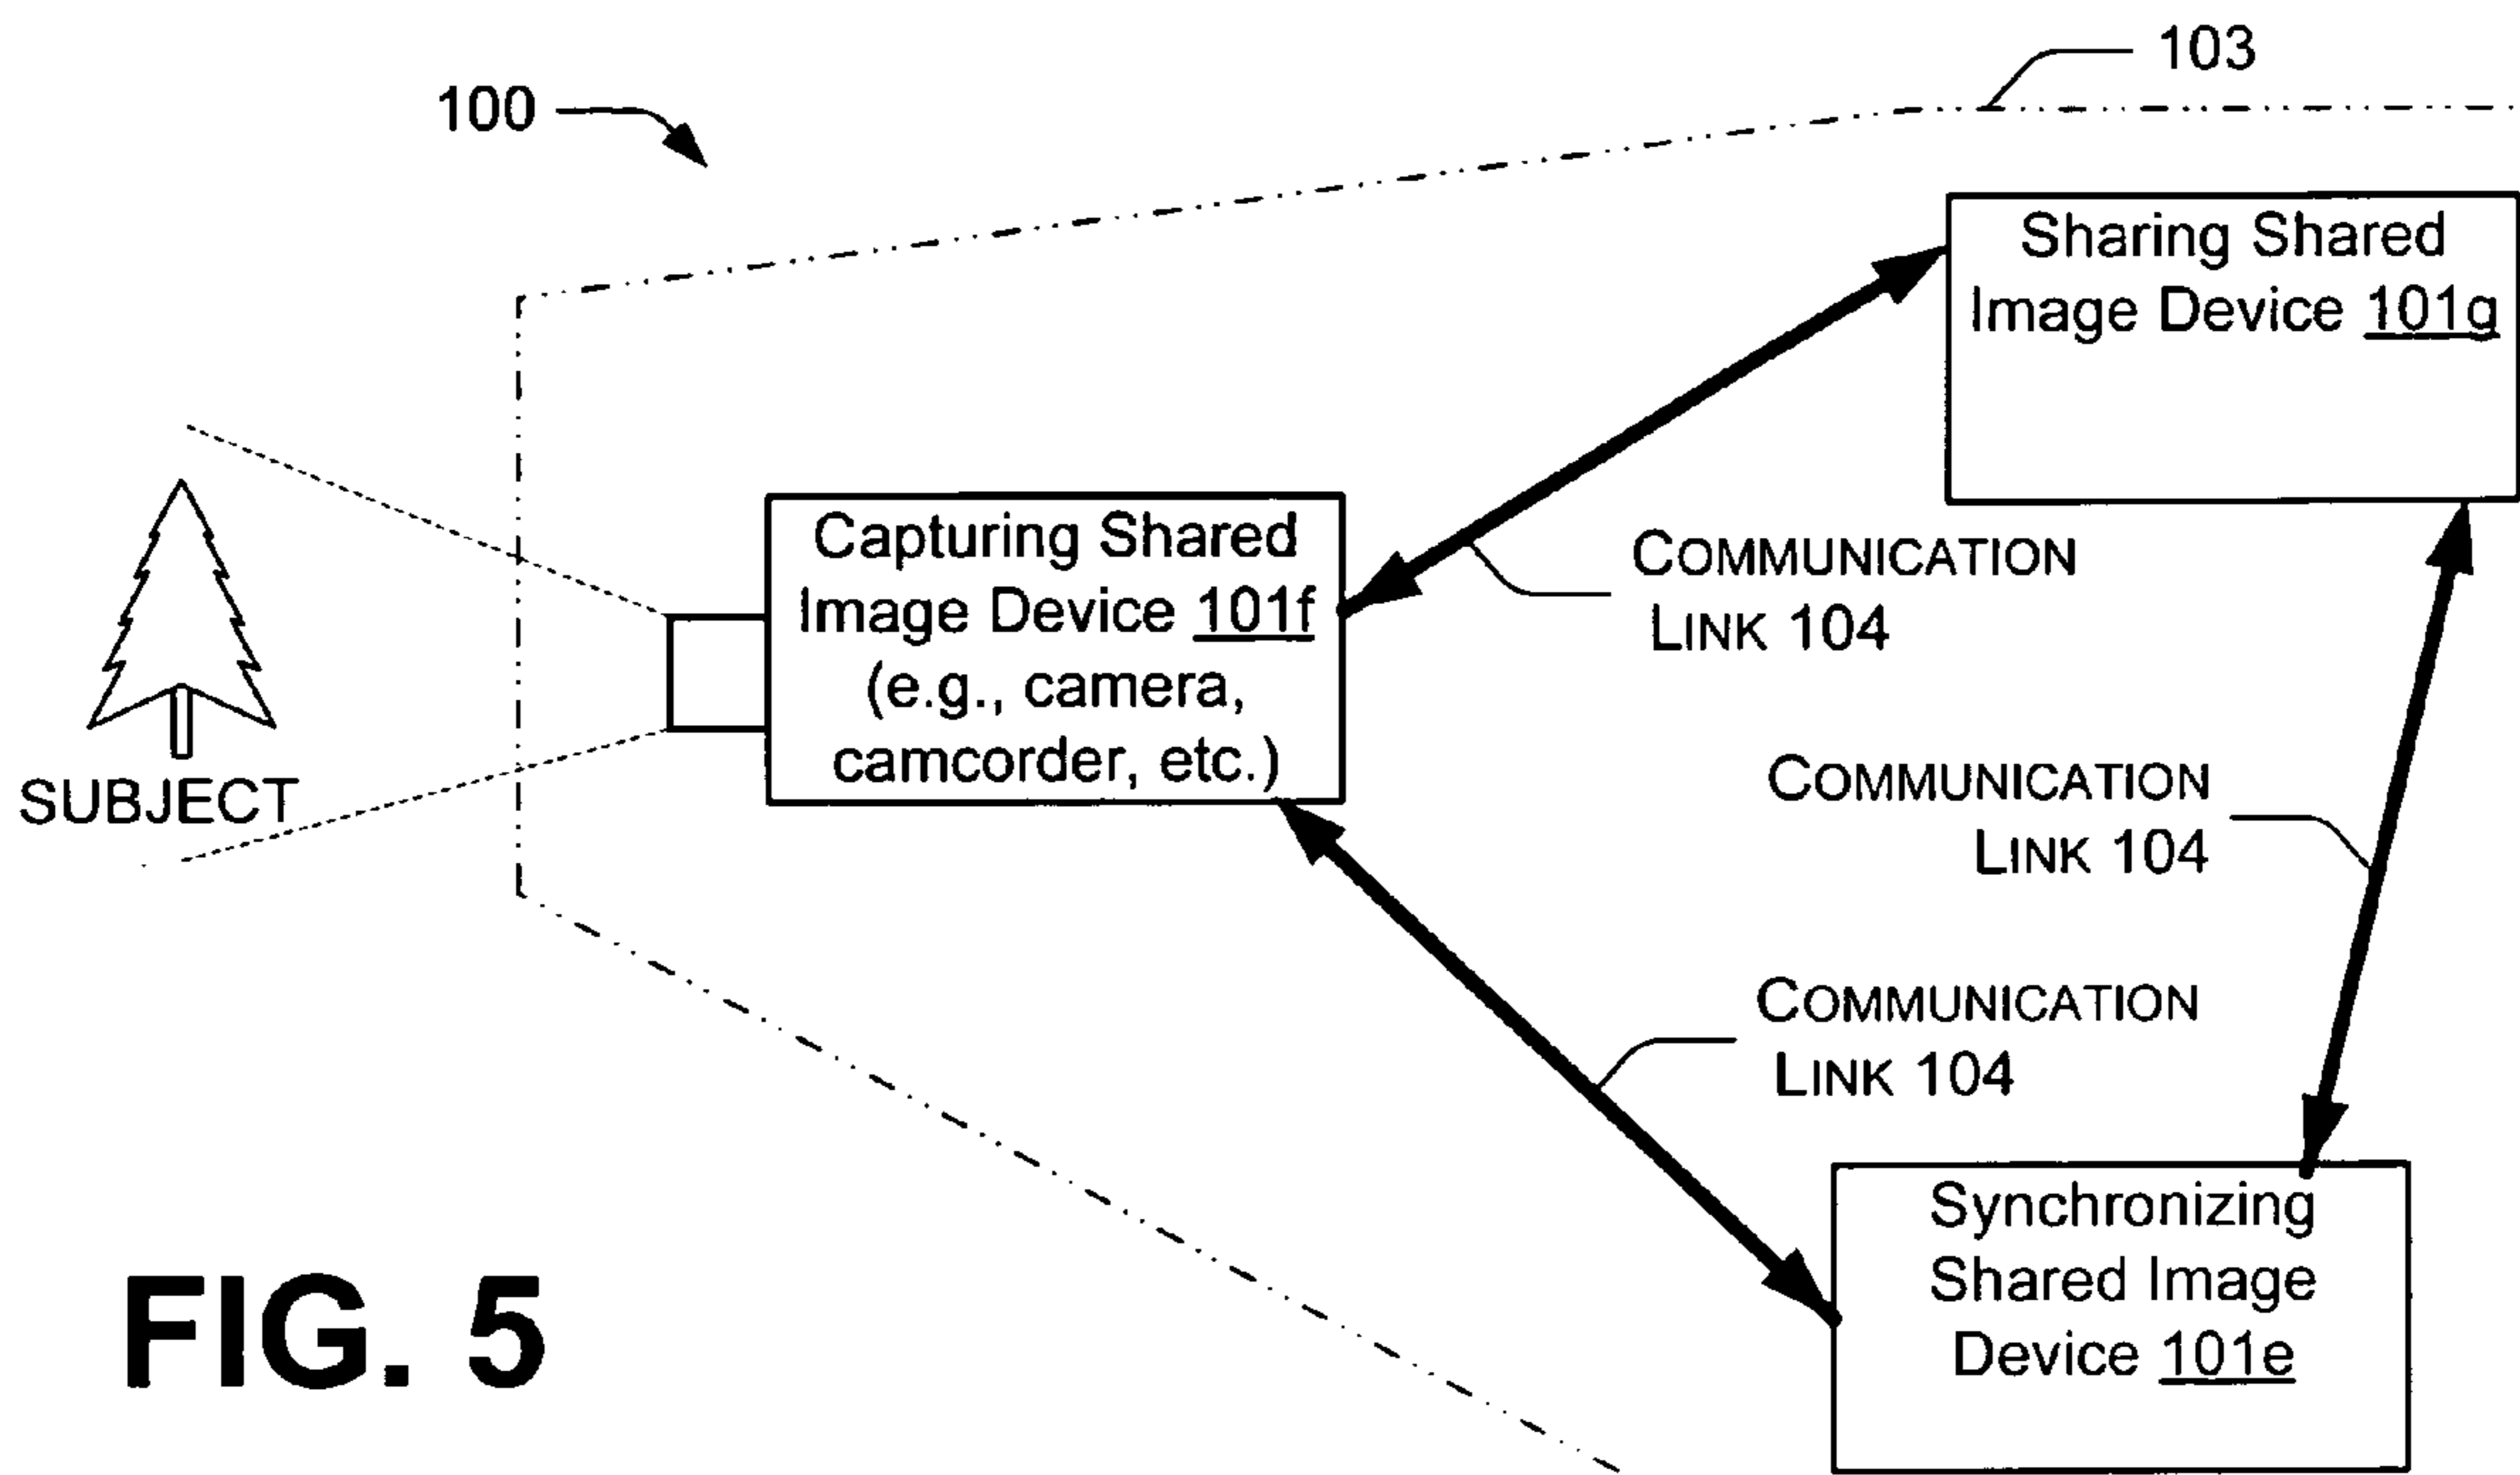 103
100
Sharing Shared
Image Device 101g
Capturing Shared
Image Device 101f
(e.g., camera,
camcorder, etc.)
COMMUNICATION
LINK 104
SUBJECT
COMMUNICATION
LINK 104
COMMUNICATION
LINK 104
Synchronizing
Shared Image
Device 101e
FIG. 5